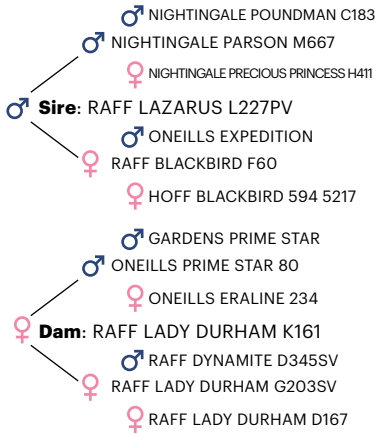 NIGHTINGALE POUNDMAN C183
NIGHTINGALE PARSON M667
NIGHTINGALE PRECIOUS PRINCESS H411
Sire: RAFF LAZARUS L227PV
ONEILLS EXPEDITION
RAFF BLACKBIRD F60
HOFF BLACKBIRD 594 5217
GARDENS PRIME STAR
ONEILLS PRIME STAR 80
ONEILLS ERALINE 234
Dam: RAFF LADY DURHAM K161
RAFF DYNAMITE D345SV
RAFF LADY DURHAM G203SV
RAFF LADY DURHAM D167